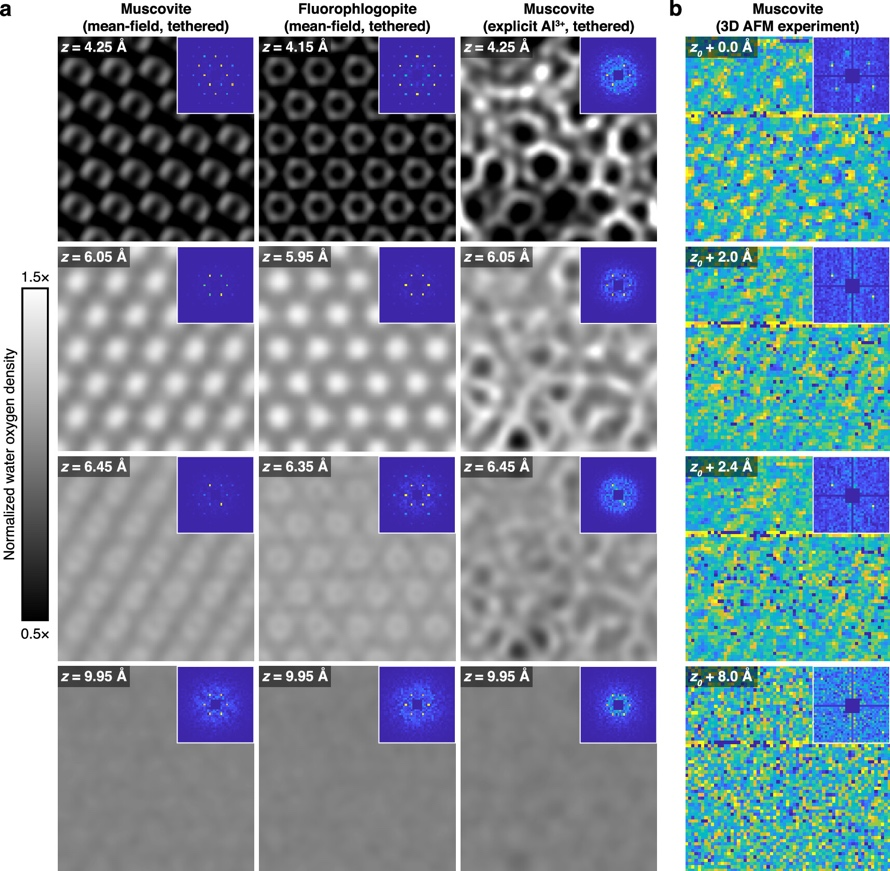 a
Muscovite
(mean-field, tethered)
Fluorophlogopite
(mean-field, tethered)
Muscovite
(explicit Al³⁺, tethered)
b
Muscovite
(3D AFM experiment)
z = 4.25 Å
z = 4.15 Å
z = 4.25 Å
z₀ + 0.0 Å
z = 6.05 Å
z = 5.95 Å
z = 6.05 Å
z₀ + 2.0 Å
1.5×
Normalized water oxygen density
0.5×
z = 6.45 Å
z = 6.35 Å
z = 6.45 Å
z₀ + 2.4 Å
z = 9.95 Å
z = 9.95 Å
z = 9.95 Å
z₀ + 8.0 Å